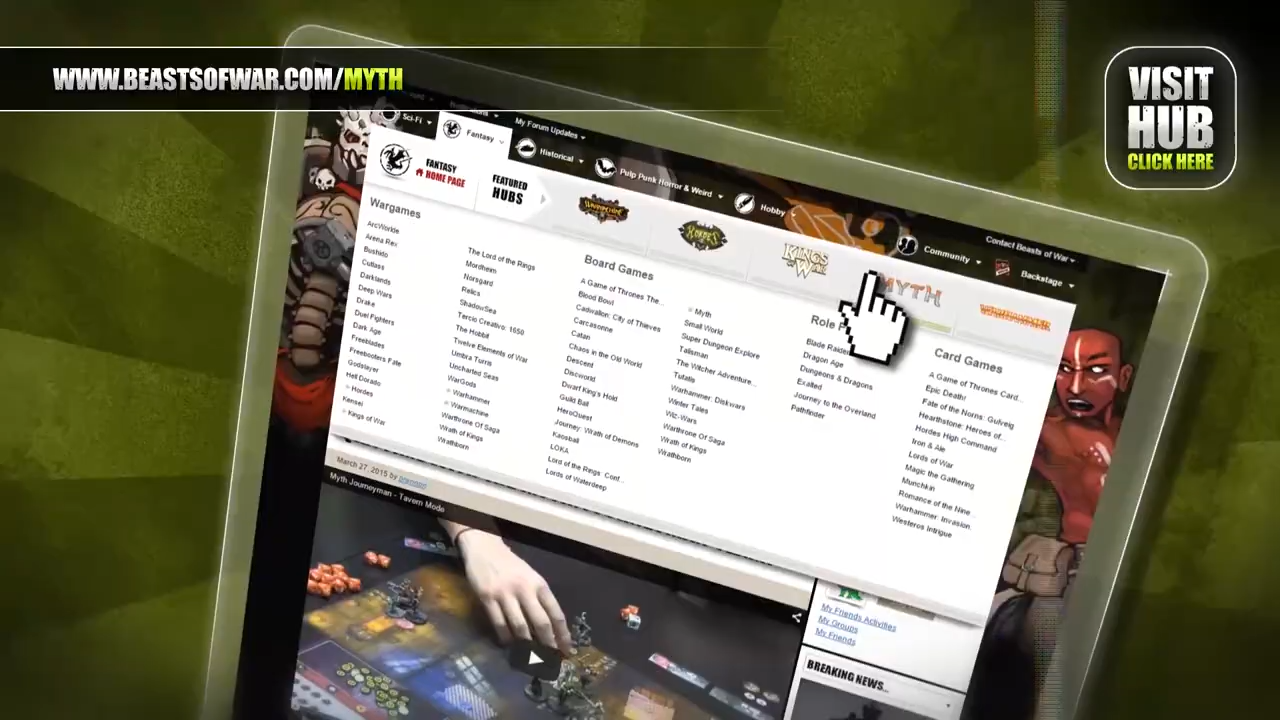 WWW.BEASTSOFWAR.COM/MYTH
VISIT
HUB
CLICK HERE
My Forum Updates
Contact Beasts of War
Sci-Fi
Fantasy
Historical
Pulp Punk Horror & Weird
Hobby
Community
Backstage
FANTASY
HOME PAGE
FEATURED
HUBS
WARMACHINE
HORDES
KINGS
OF WAR
MYTH
Wargames
ArcWorlde
Arena Rex
Bushido
Cutlass
Darklands
Deep Wars
Drake
Duel Fighters
Dark Age
Freeblades
Freebooters Fate
Godslayer
Hell Dorado
Hordes
Kensei
Kings of War
The Lord of the Rings
Mordheim
Norsgard
Relics
ShadowSea
Tercio Creativo: 1650
The Hobbit
Twelve Elements of War
Umbra Turris
Uncharted Seas
WarGods
Warhammer
Warmachine
Warthrone Of Saga
Wrath of Kings
Wrathborn
Board Games
A Game of Thrones The...
Blood Bowl
Cadwallon: City of Thieves
Carcasonne
Catan
Chaos in the Old World
Descent
Discworld
Dwarf King's Hold
Guild Ball
HeroQuest
Journey: Wrath of Demons
Kaosball
LOKA
Lord of the Rings: Conf...
Lords of Waterdeep
Myth
Small World
Super Dungeon Explore
Talisman
The Witcher Adventure...
Tufalis
Warhammer: Diskwars
Winter Tales
Wiz-Wars
Warthrone Of Saga
Wrath of Kings
Wrathborn
Role
Blade Raiders
Dragon Age
Dungeons & Dragons
Exalted
Journey to the Overland
Pathfinder
Card Games
A Game of Thrones Card...
Epic Death!
Fate of the Norns: Gulveig
Hearthstone: Heroes of...
Hordes High Command
Iron & Ale
Lords of War
Magic the Gathering
Munchkin
Romance of the Nine...
Warhammer: Invasion
Westeros Intrigue
March 27, 2015 by
Myth Journeyman - Tavern Mode
My Friends Activities
My Groups
My Friends
BREAKING NEWS...